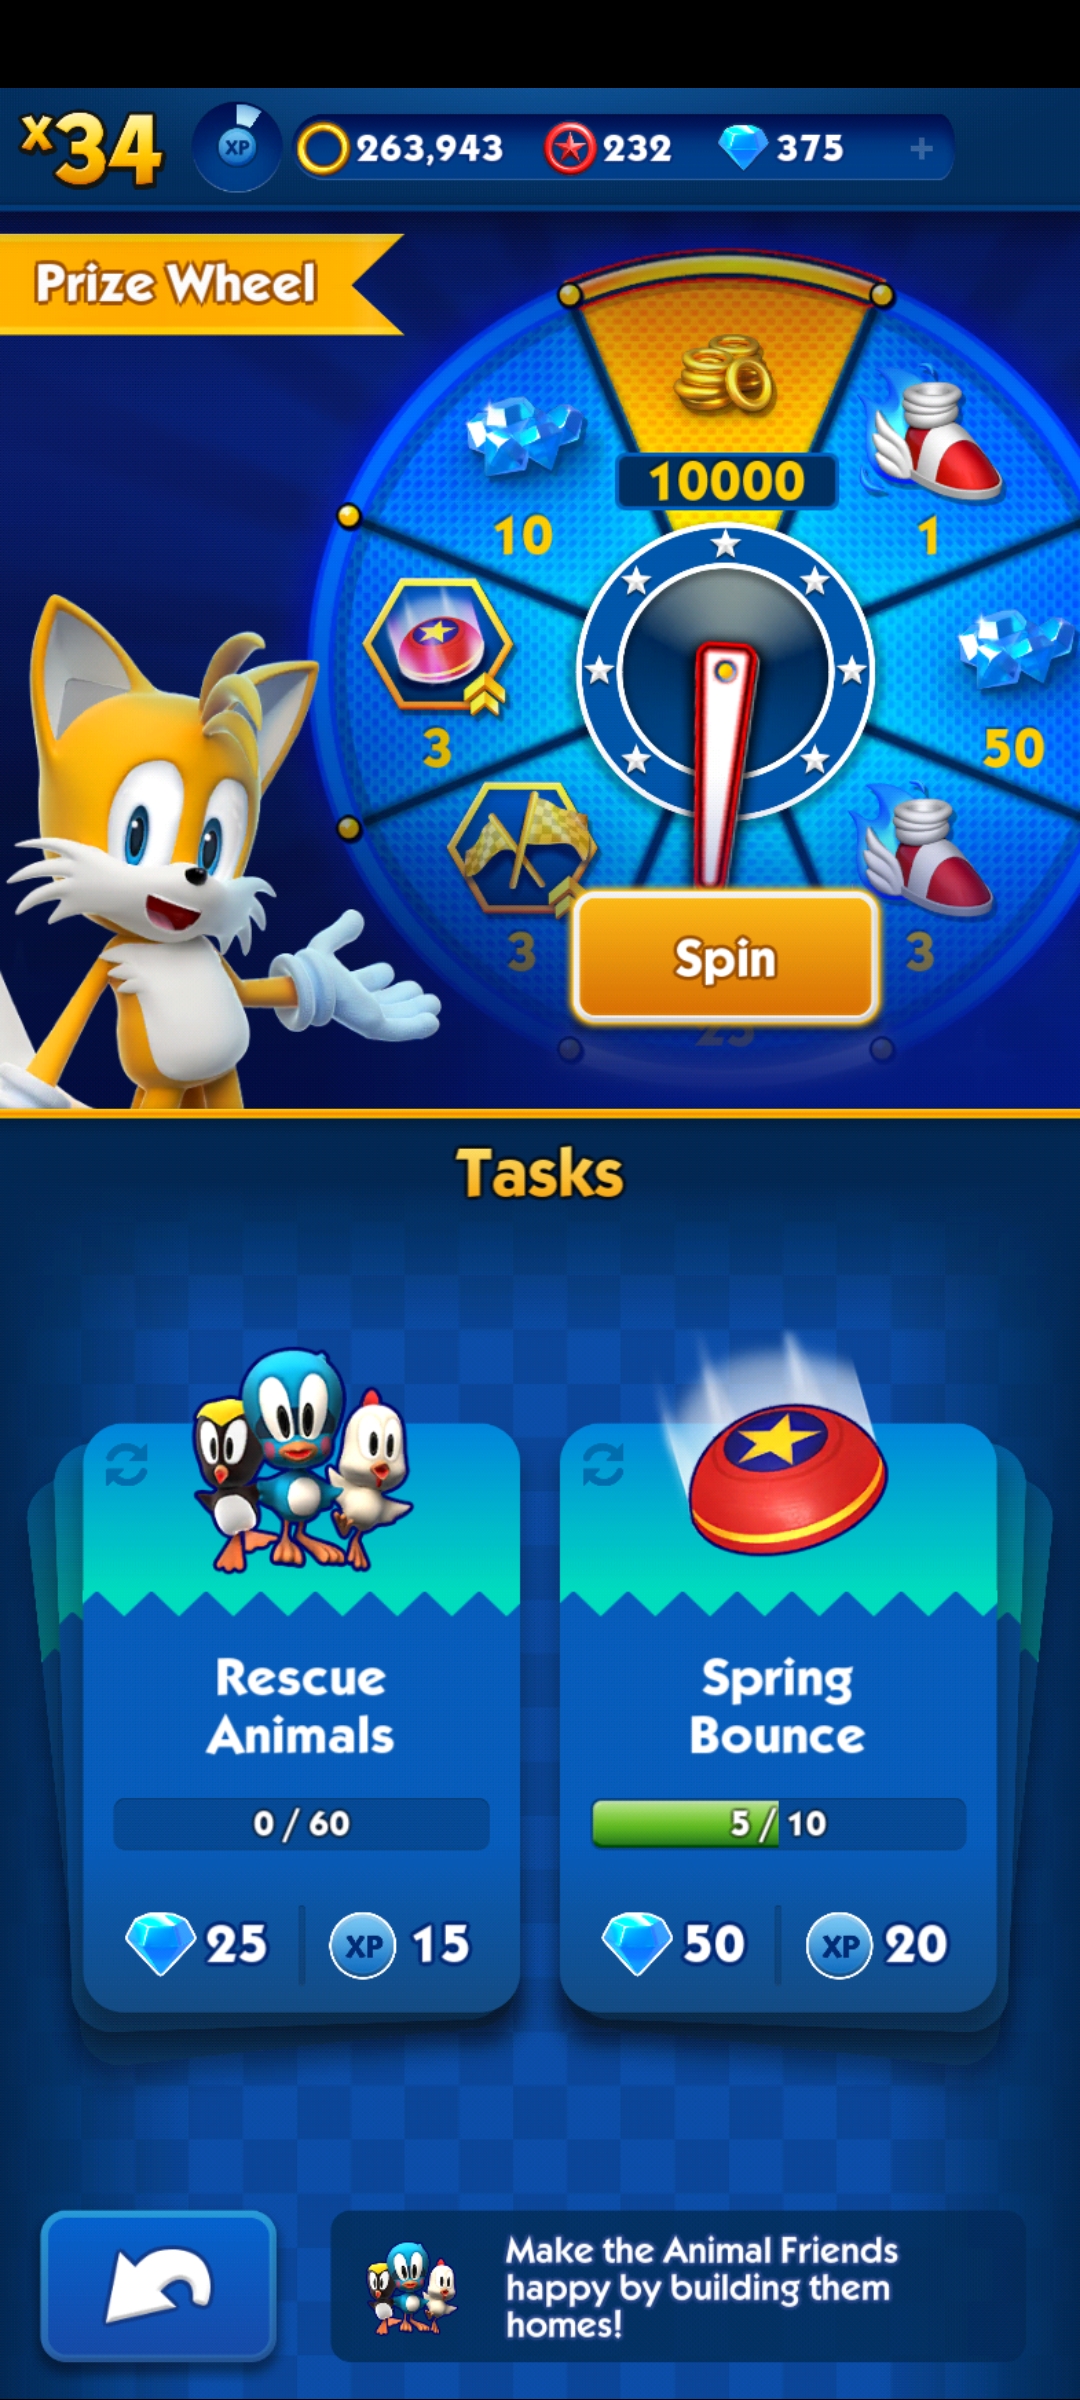 x34
XP
263,943
232
375
+
Prize Wheel
10000
10
1
3
50
3
3
Spin
25
Tasks
Rescue
Animals
0 / 60
25
XP
15
Spring
Bounce
5 / 10
50
XP
20
Make the Animal Friends
happy by building them
homes!